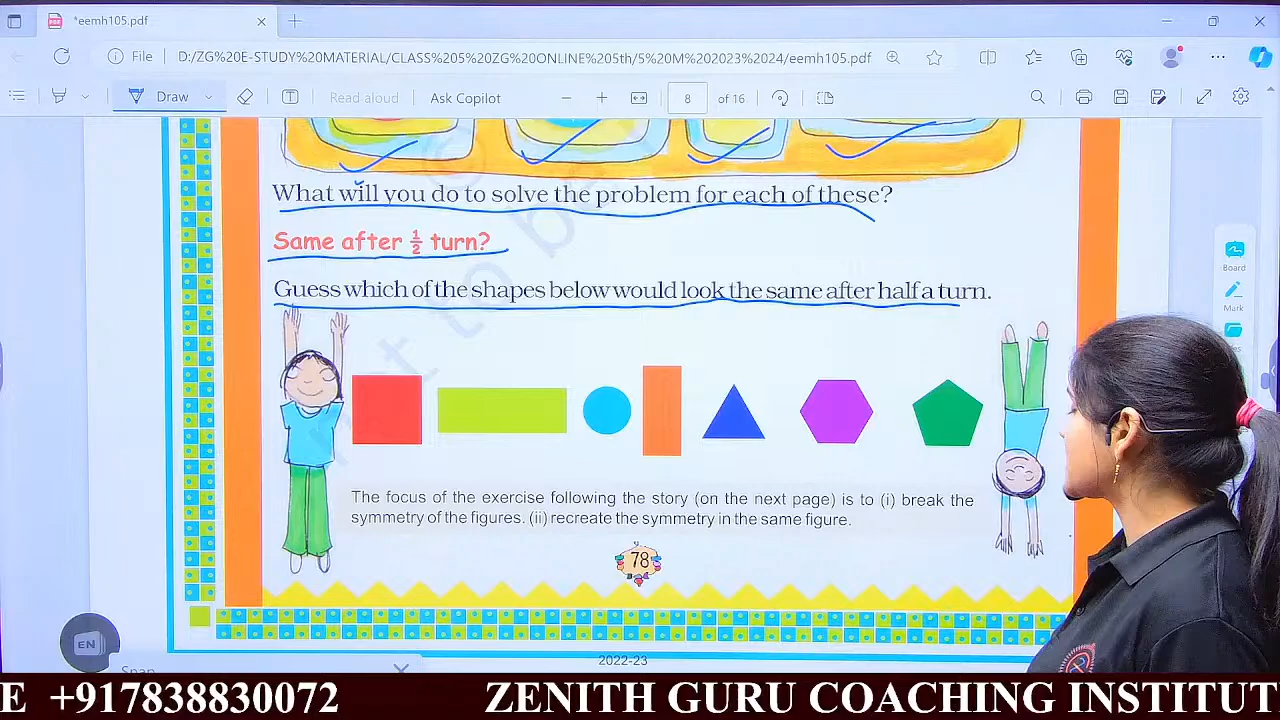 *eemh105.pdf
File
D:/ZG%20E-STUDY%20MATERIAL/CLASS%205%20ZG%20ONLINE%205th/5%20M%202023%2024/eemh105.pdf
Draw
Read aloud
Ask Copilot
8
of 16
What will you do to solve the problem for each of these?
Same after 1/2 turn?
Guess which of the shapes below would look the same after half a turn.
The focus of the exercise following the story (on the next page) is to (i) break the
symmetry of the figures. (ii) recreate the symmetry in the same figure.
78
2022-23
Board
Mark
EN
E +917838830072 ZENITH GURU COACHING INSTITUT